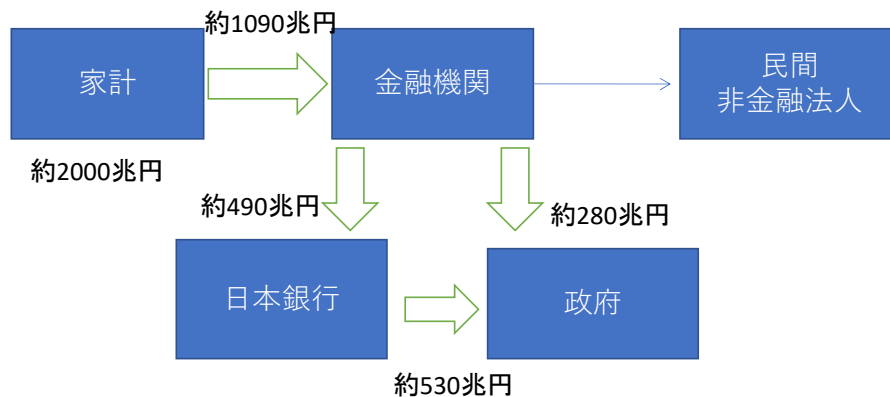 約1090兆円
家計
金融機関
民間
非金融法人
約2000兆円
約490兆円
約280兆円
日本銀行
政府
約530兆円